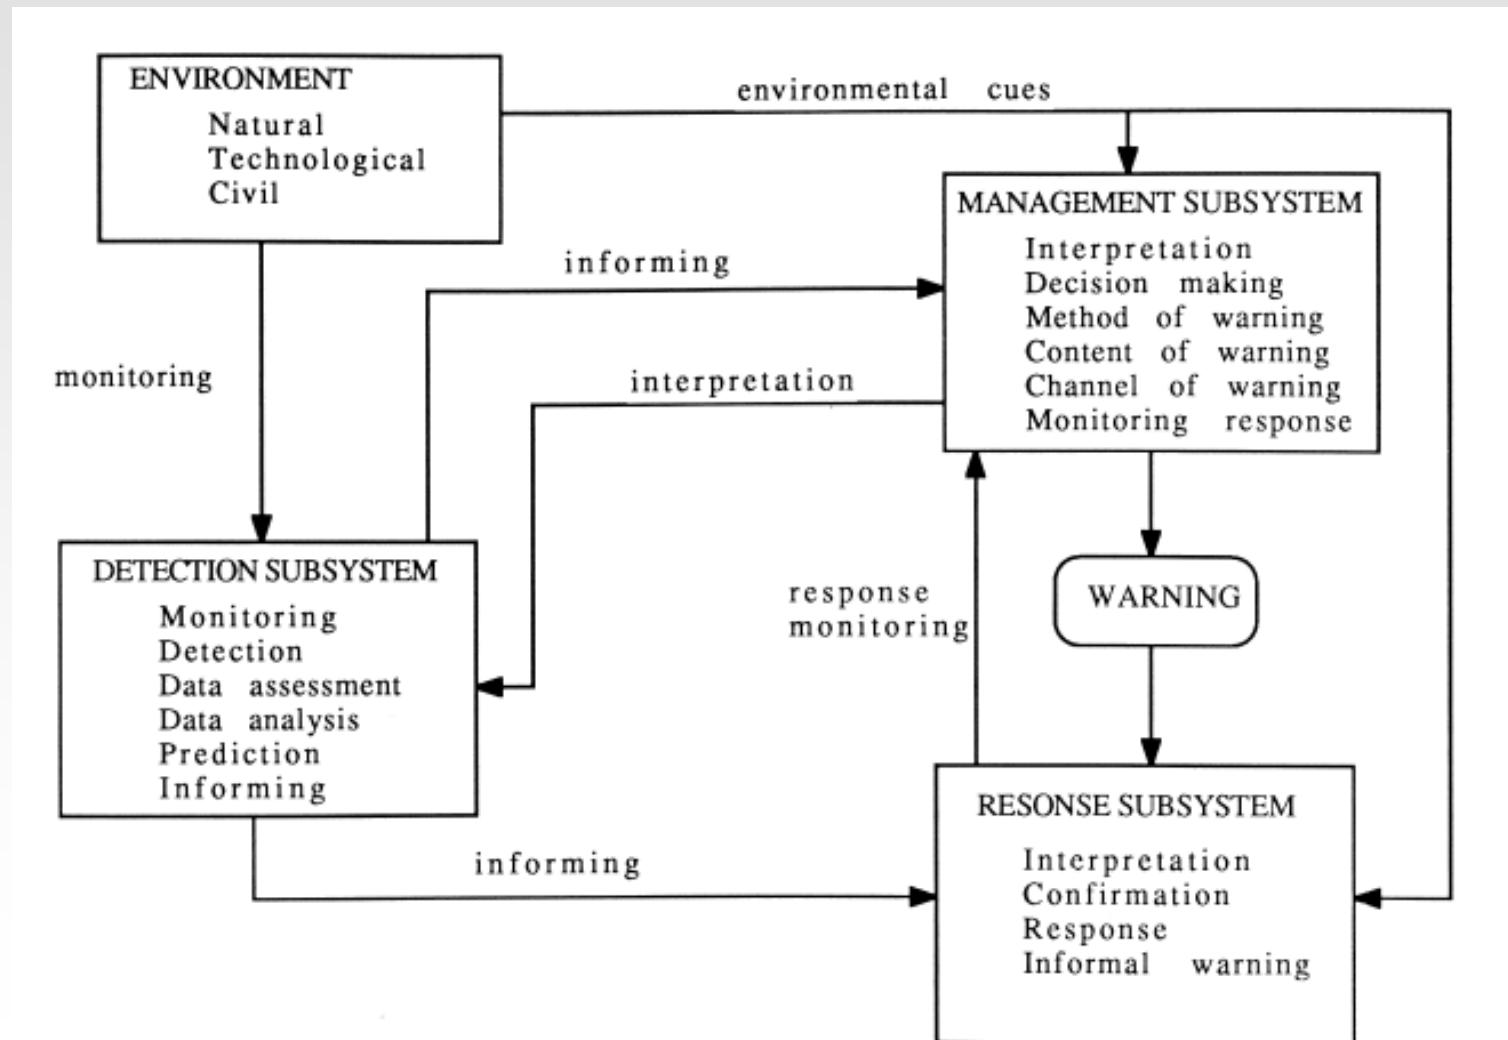 ENVIRONMENT
Natural
Technological
Civil
environmental cues
MANAGEMENT SUBSYSTEM
Interpretation
Decision making
Method of warning
Content of warning
Channel of warning
Monitoring response
informing
interpretation
monitoring
DETECTION SUBSYSTEM
Monitoring
Detection
Data assessment
Data analysis
Prediction
Informing
response
monitoring
WARNING
informing
RESONSE SUBSYSTEM
Interpretation
Confirmation
Response
Informal warning